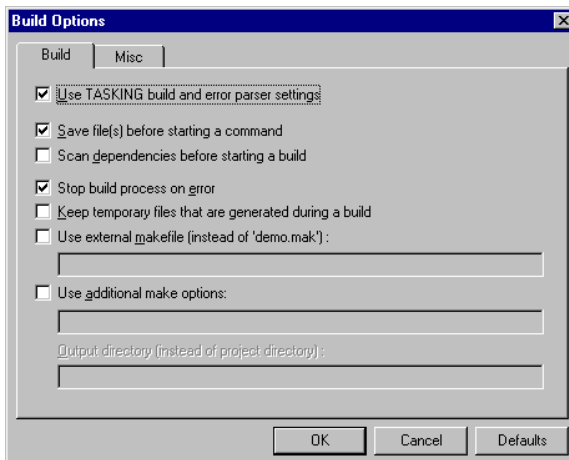 Build Options
Build Misc
Use TASKING build and error parser settings
Save file(s) before starting a command
Scan dependencies before starting a build
Stop build process on error
Keep temporary files that are generated during a build
Use external makefile (instead of 'demo.mak') :
Use additional make options:
Output directory (instead of project directory) :
OK Cancel Defaults